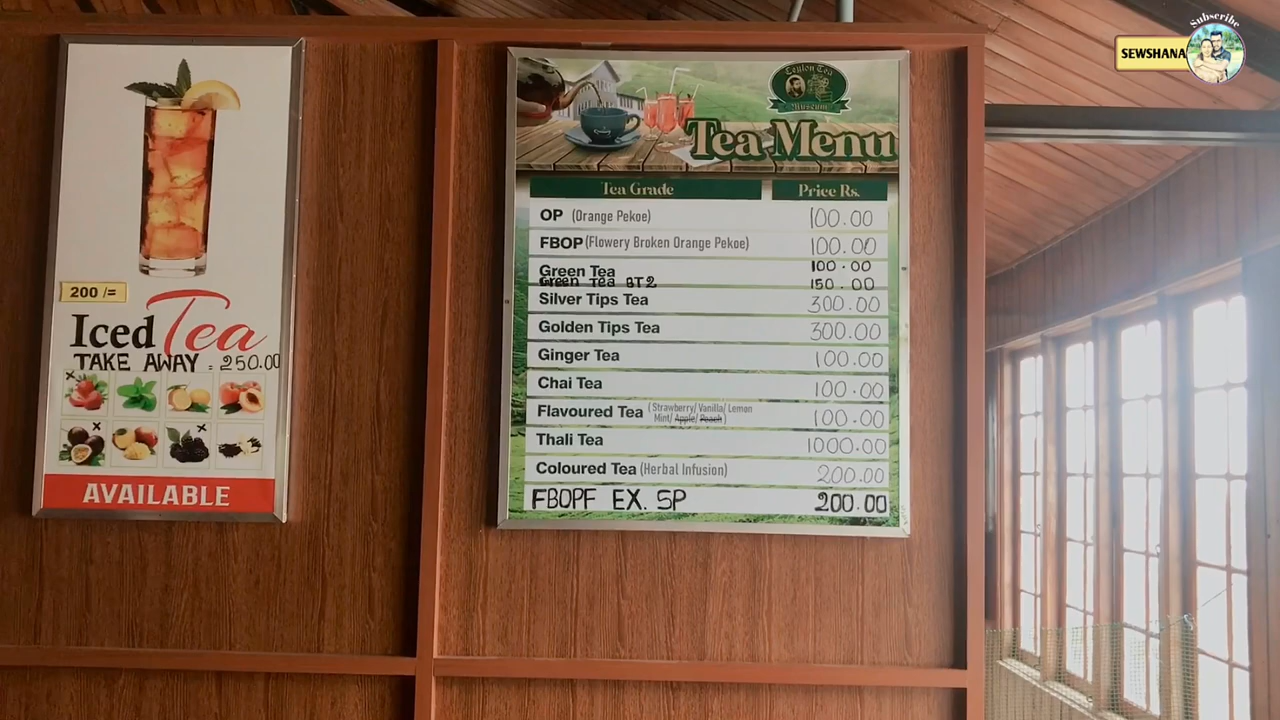 Subscribe
SEWSHANA
Ceylon Tea
Museum
Tea Menu
Tea Grade Price Rs.
OP (Orange Pekoe) 100.00
FBOP (Flowery Broken Orange Pekoe) 100.00
Green Tea 100.00
Green Tea BT2 150.00
Silver Tips Tea 300.00
Golden Tips Tea 300.00
Ginger Tea 100.00
Chai Tea 100.00
Flavoured Tea (Strawberry/ Vanilla/ Lemon
Mint/ Apple/ Peach) 100.00
Thali Tea 1000.00
Coloured Tea (Herbal Infusion) 200.00
FBOPF EX. SP 200.00
200 /=
Iced Tea
TAKE AWAY = 250.00
AVAILABLE